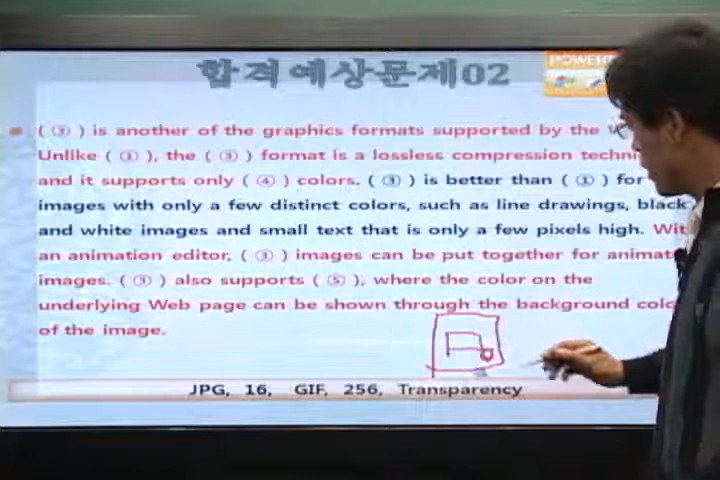 합격예상문제02
POWER
( ③ ) is another of the graphics formats supported by the
Unlike ( ① ), the ( ③ ) format is a lossless compression
and it supports only ( ④ ) colors. ( ③ ) is better than ( ① ) for
images with only a few distinct colors, such as line drawings, black
and white images and small text that is only a few pixels high.
an animation editor, ( ③ ) images can be put together for
images. ( ③ ) also supports ( ⑤ ), where the color on the
underlying Web page can be shown through the background
of the image.
JPG, 16, GIF, 256, Transparency